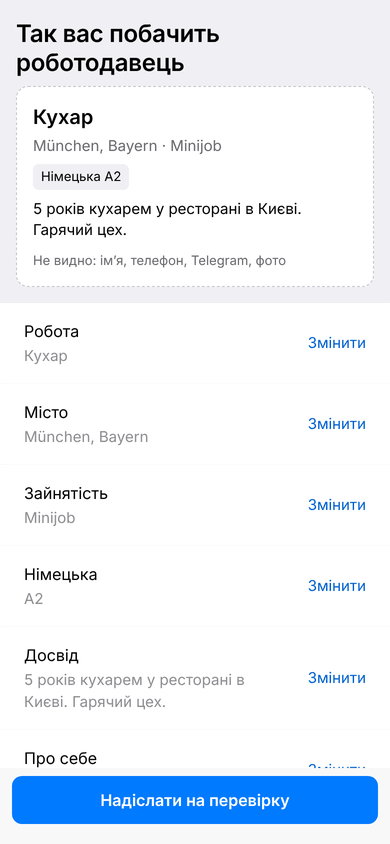 Так вас побачить
роботодавець
Кухар
München, Bayern · Minijob
Німецька A2
5 років кухарем у ресторані в Києві.
Гарячий цех.
Не видно: ім’я, телефон, Telegram, фото
Робота
Кухар
Змінити
Місто
München, Bayern
Змінити
Зайнятість
Minijob
Змінити
Німецька
A2
Змінити
Досвід
5 років кухарем у ресторані в
Києві. Гарячий цех.
Змінити
Про себе
Надіслати на перевірку